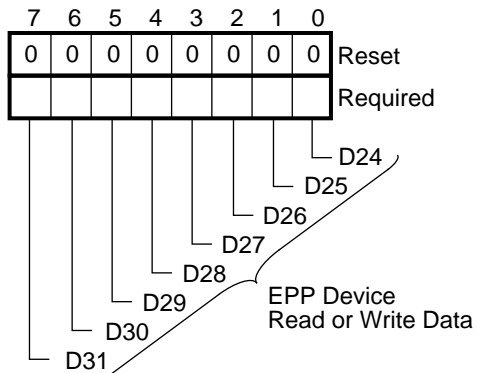 7 6 5 4 3 2 1 0
0 0 0 0 0 0 0 0 Reset
Required
D24
D25
D26
D27
D28
D29
D30
D31
EPP Device
Read or Write Data